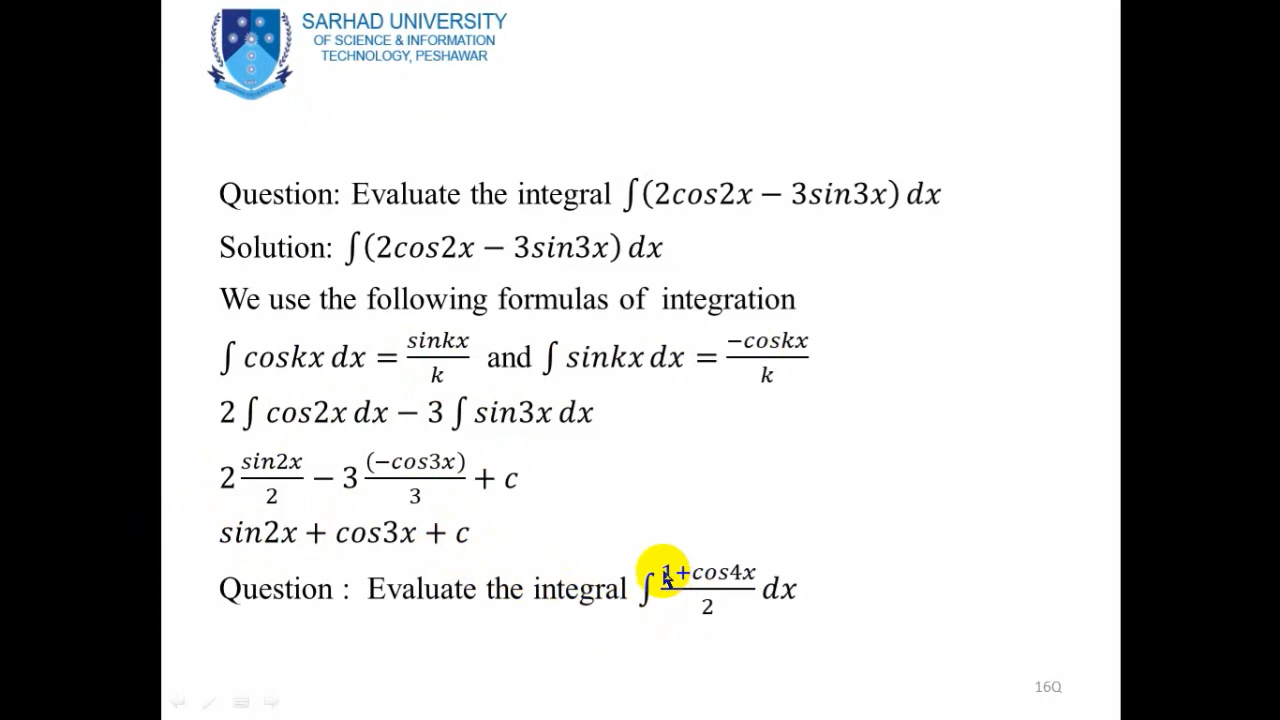 SARHAD UNIVERSITY
OF SCIENCE & INFORMATION
TECHNOLOGY, PESHAWAR
Question: Evaluate the integral ∫(2cos2x − 3sin3x) dx
Solution: ∫(2cos2x − 3sin3x) dx
We use the following formulas of integration
∫ coskx dx = sinkx/k and ∫ sinkx dx = −coskx/k
2 ∫ cos2x dx − 3 ∫ sin3x dx
2 sin2x/2 − 3 (−cos3x)/3 + c
sin2x + cos3x + c
Question : Evaluate the integral ∫ 1+cos4x/2 dx
16Q